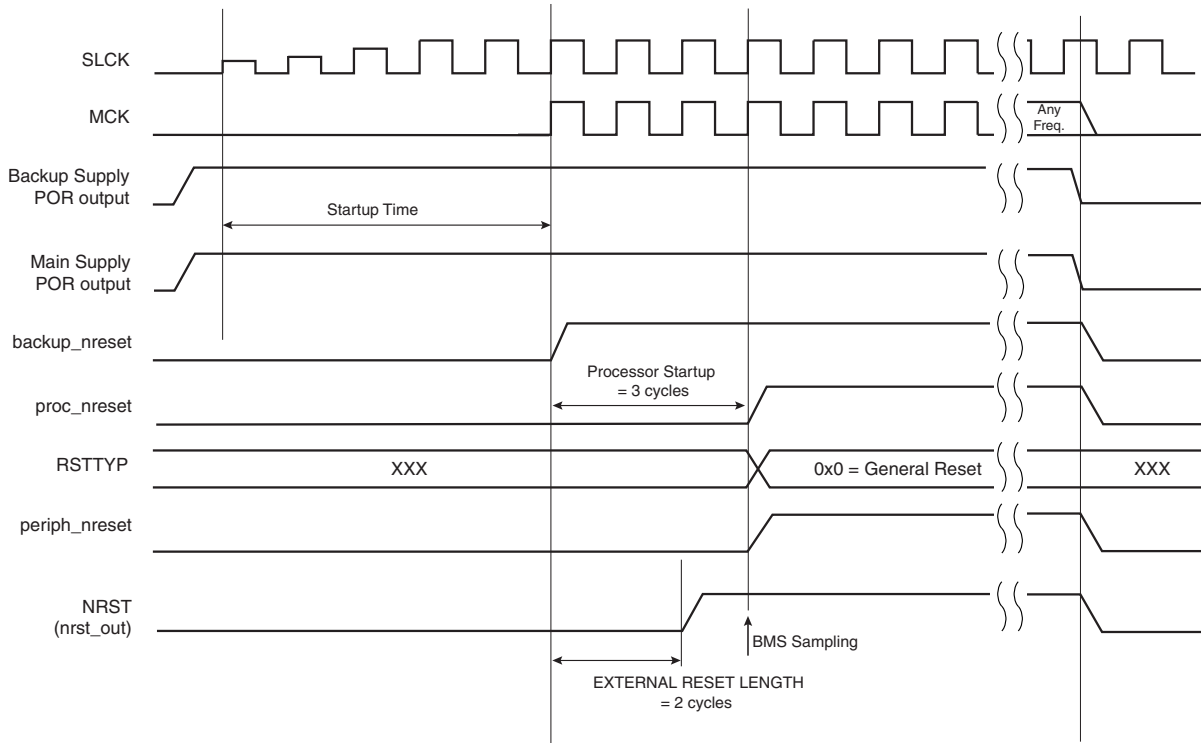 SLCK
MCK
Any
Freq.
Backup Supply
POR output
Startup Time
Main Supply
POR output
backup_nreset
Processor Startup
= 3 cycles
proc_nreset
RSTTYP
XXX
0x0 = General Reset
XXX
periph_nreset
NRST
(nrst_out)
BMS Sampling
EXTERNAL RESET LENGTH
= 2 cycles